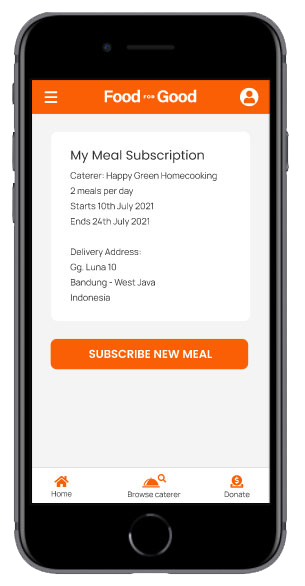 Food FOR Good
My Meal Subscription
Caterer: Happy Green Homecooking
2 meals per day
Starts 10th July 2021
Ends 24th July 2021
Delivery Address:
Gg. Luna 10
Bandung - West Java
Indonesia
SUBSCRIBE NEW MEAL
Home
Browse caterer
Donate